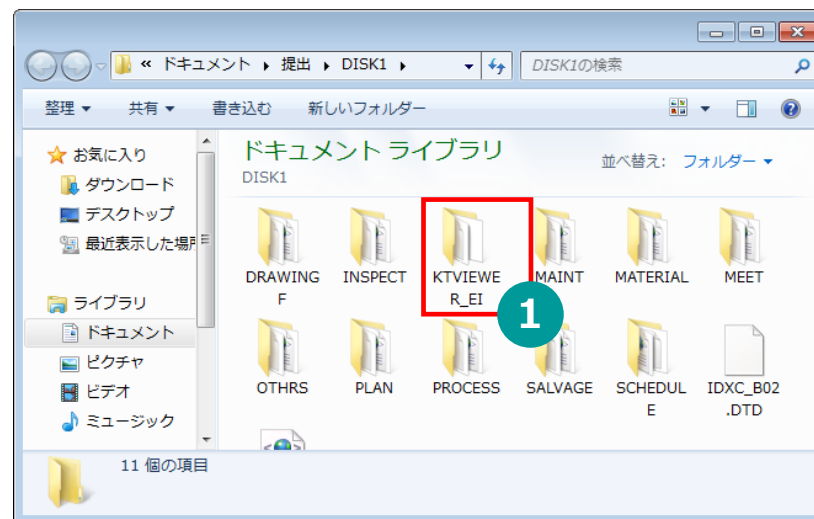 « ドキュメント ▸ 提出 ▸ DISK1 ▸
DISK1の検索
整理 ▼ 共有 ▼ 書き込む 新しいフォルダー
お気に入り
ダウンロード
デスクトップ
最近表示した場所
ライブラリ
ドキュメント
ピクチャ
ビデオ
ミュージック
ドキュメント ライブラリ
DISK1
並べ替え: フォルダー ▼
DRAWING
F
INSPECT
KTVIEWE
R_EI
MAINT
MATERIAL
MEET
1
OTHRS
PLAN
PROCESS
SALVAGE
SCHEDUL
E
IDXC_B02
.DTD
11 個の項目